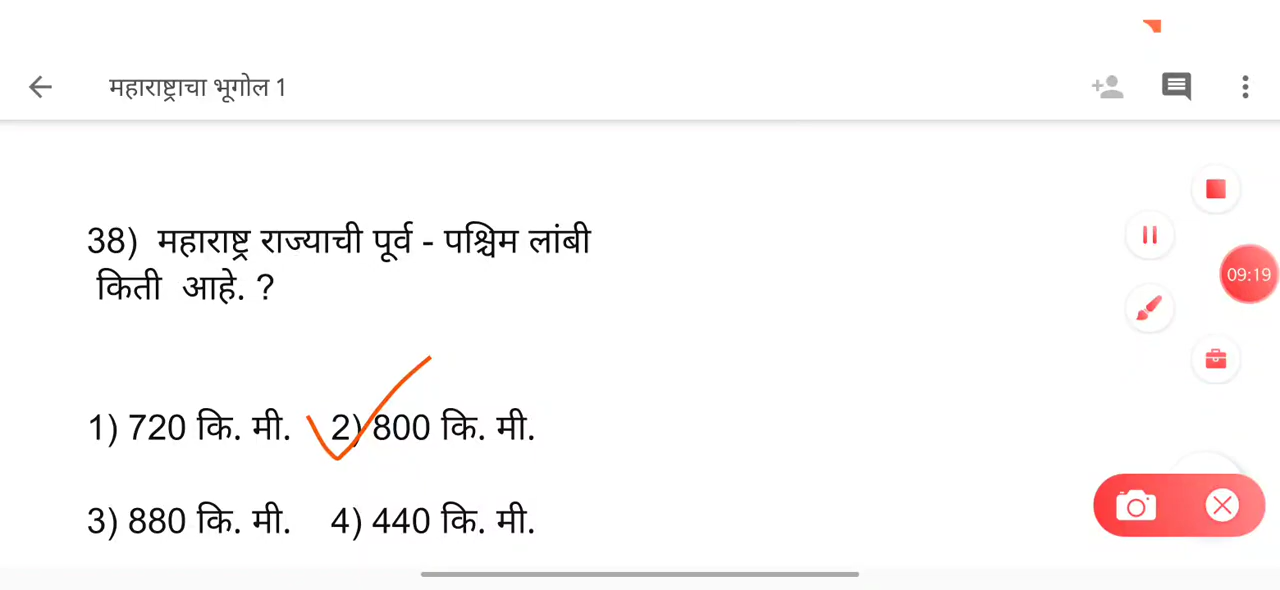 महाराष्ट्राचा भूगोल 1
38) महाराष्ट्र राज्याची पूर्व - पश्चिम लांबी
किती आहे. ?
09:19
1) 720 कि. मी. 2) 800 कि. मी.
3) 880 कि. मी. 4) 440 कि. मी.